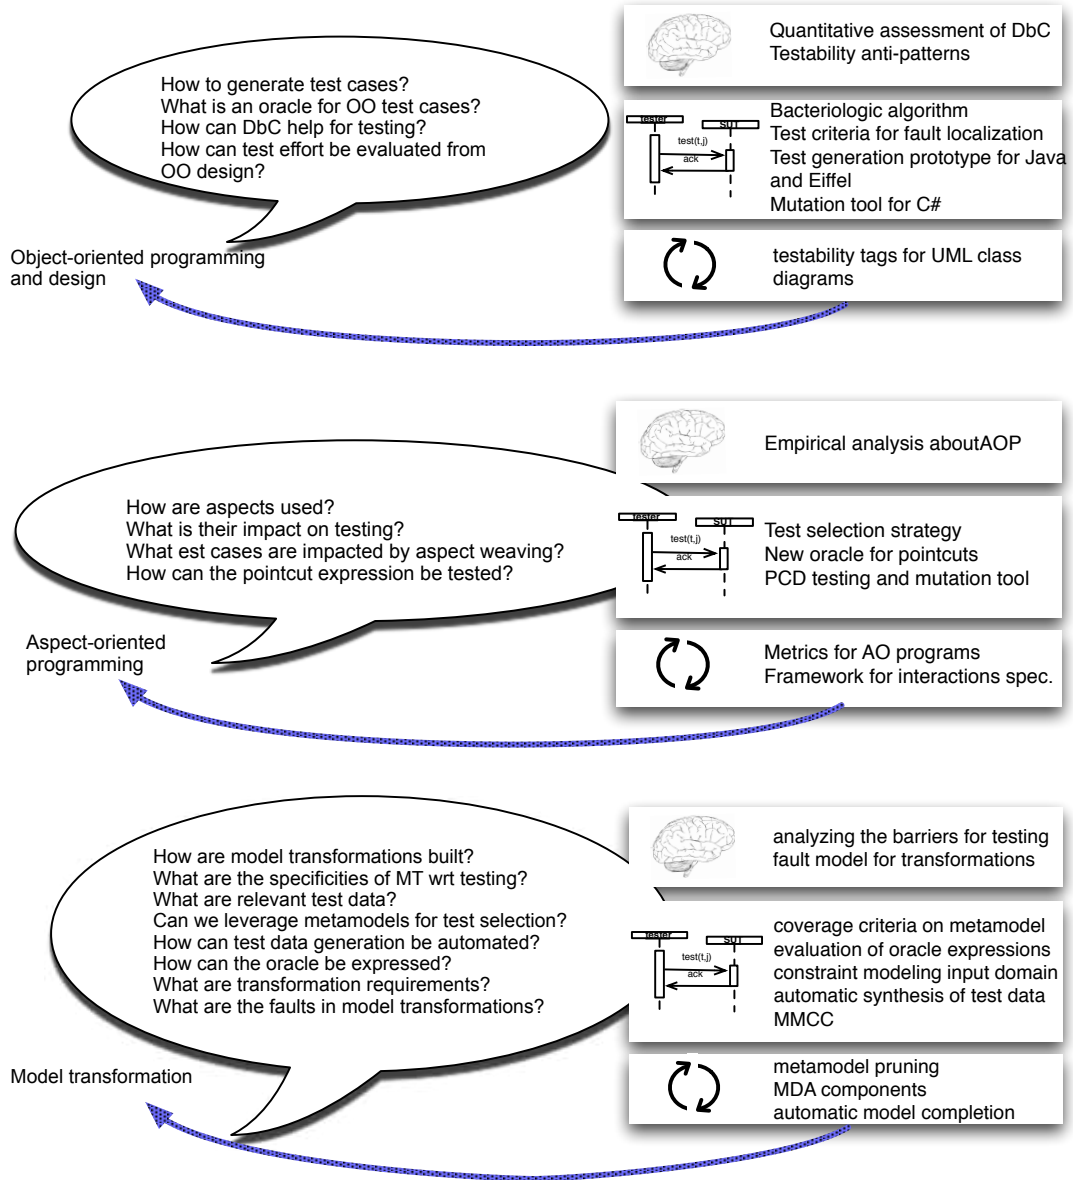 How to generate test cases?
What is an oracle for OO test cases?
How can DbC help for testing?
How can test effort be evaluated from
OO design?
Object-oriented programming
and design
Quantitative assessment of DbC
Testability anti-patterns
tester
SUT
test(t,j)
ack
Bacteriologic algorithm
Test criteria for fault localization
Test generation prototype for Java
and Eiffel
Mutation tool for C#
testability tags for UML class
diagrams
How are aspects used?
What is their impact on testing?
What est cases are impacted by aspect weaving?
How can the pointcut expression be tested?
Aspect-oriented
programming
Empirical analysis aboutAOP
tester
SUT
test(t,j)
ack
Test selection strategy
New oracle for pointcuts
PCD testing and mutation tool
Metrics for AO programs
Framework for interactions spec.
How are model transformations built?
What are the specificities of MT wrt testing?
What are relevant test data?
Can we leverage metamodels for test selection?
How can test data generation be automated?
How can the oracle be expressed?
What are transformation requirements?
What are the faults in model transformations?
Model transformation
analyzing the barriers for testing
fault model for transformations
tester
SUT
test(t,j)
ack
coverage criteria on metamodel
evaluation of oracle expressions
constraint modeling input domain
automatic synthesis of test data
MMCC
metamodel pruning
MDA components
automatic model completion